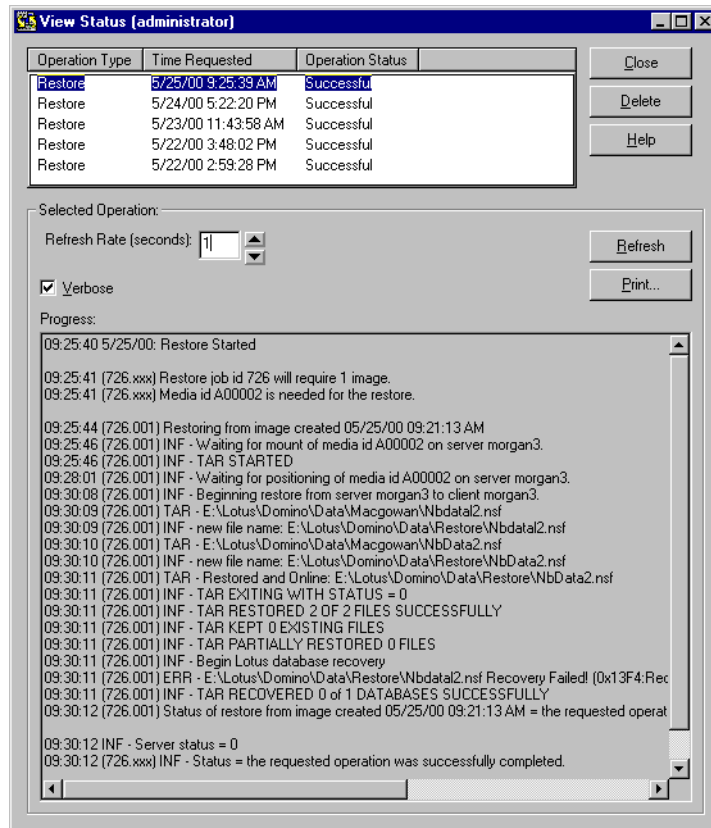 View Status (administrator)
Operation Type Time Requested Operation Status
Restore 5/25/00 9:25:39 AM Successful
Restore 5/24/00 5:22:20 PM Successful
Restore 5/23/00 11:43:58 AM Successful
Restore 5/22/00 3:48:02 PM Successful
Restore 5/22/00 2:59:28 PM Successful
Close
Delete
Help
Selected Operation:
Refresh Rate (seconds): 1
Refresh
Verbose
Print...
Progress:
09:25:40 5/25/00: Restore Started
09:25:41 (726.xxx) Restore job id 726 will require 1 image.
09:25:41 (726.xxx) Media id A00002 is needed for the restore.
09:25:44 (726.001) Restoring from image created 05/25/00 09:21:13 AM
09:25:46 (726.001) INF - Waiting for mount of media id A00002 on server morgan3.
09:25:46 (726.001) INF - TAR STARTED
09:28:01 (726.001) INF - Waiting for positioning of media id A00002 on server morgan3.
09:30:08 (726.001) INF - Beginning restore from server morgan3 to client morgan3.
09:30:09 (726.001) TAR - E:\Lotus\Domino\Data\Macgowan\Nbdatal2.nsf
09:30:09 (726.001) INF - new file name: E:\Lotus\Domino\Data\Restore\Nbdatal2.nsf
09:30:10 (726.001) TAR - E:\Lotus\Domino\Data\Macgowan\NbData2.nsf
09:30:10 (726.001) INF - new file name: E:\Lotus\Domino\Data\Restore\NbData2.nsf
09:30:11 (726.001) TAR - Restored and Online: E:\Lotus\Domino\Data\Restore\NbData2.nsf
09:30:11 (726.001) INF - TAR EXITING WITH STATUS = 0
09:30:11 (726.001) INF - TAR RESTORED 2 OF 2 FILES SUCCESSFULLY
09:30:11 (726.001) INF - TAR KEPT 0 EXISTING FILES
09:30:11 (726.001) INF - TAR PARTIALLY RESTORED 0 FILES
09:30:11 (726.001) INF - Begin Lotus database recovery
09:30:11 (726.001) ERR - E:\Lotus\Domino\Data\Restore\Nbdatal2.nsf Recovery Failed! (0x13F4:Rec
09:30:11 (726.001) INF - TAR RECOVERED 0 of 1 DATABASES SUCCESSFULLY
09:30:12 (726.001) Status of restore from image created 05/25/00 09:21:13 AM = the requested operat
09:30:12 INF - Server status = 0
09:30:12 (726.xxx) INF - Status = the requested operation was successfully completed.